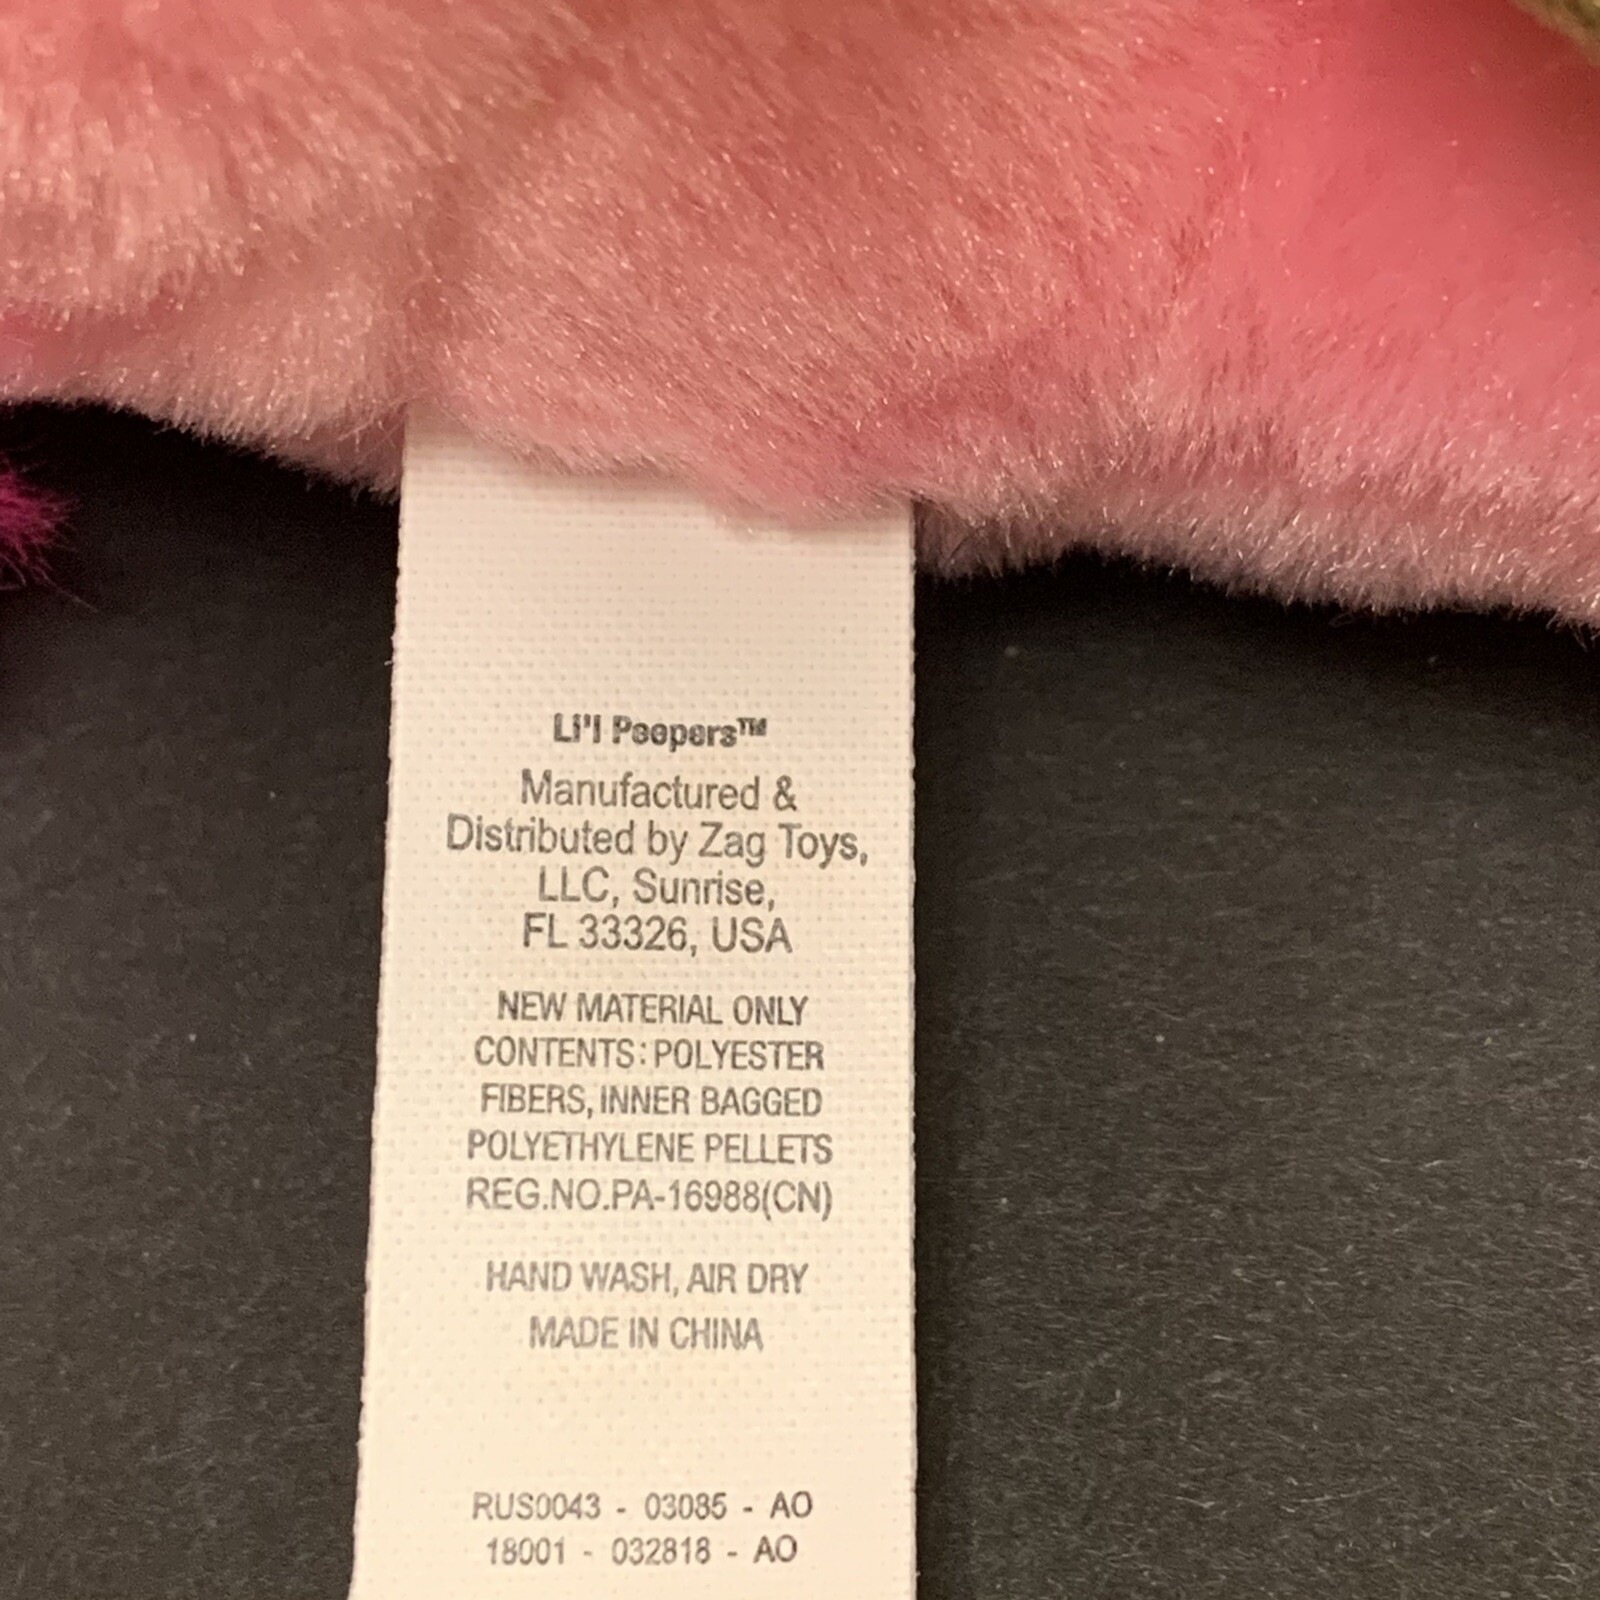 Li'l Peepers™
Manufactured &
Distributed by Zag Toys,
LLC, Sunrise,
FL 33326, USA
NEW MATERIAL ONLY
CONTENTS: POLYESTER
FIBERS, INNER BAGGED
POLYETHYLENE PELLETS
REG.NO.PA-16988(CN)
HAND WASH, AIR DRY
MADE IN CHINA
RUS0043 - 03085 - AO
18001 - 032818 - AO